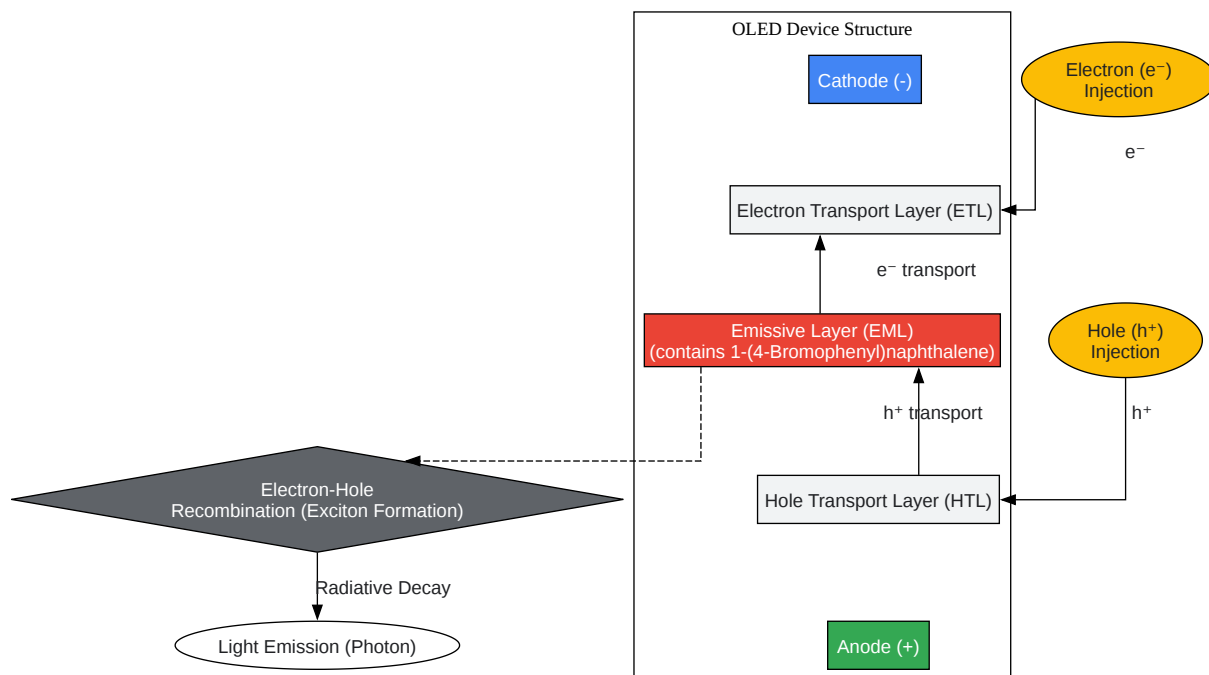 OLED Device Structure
Cathode (-)
Electron (e⁻)
Injection
e⁻
Electron Transport Layer (ETL)
e⁻ transport
Emissive Layer (EML)
(contains 1-(4-Bromophenyl)naphthalene)
Hole (h⁺)
Injection
h⁺ transport
h⁺
Electron-Hole
Recombination (Exciton Formation)
Hole Transport Layer (HTL)
Radiative Decay
Light Emission (Photon)
Anode (+)